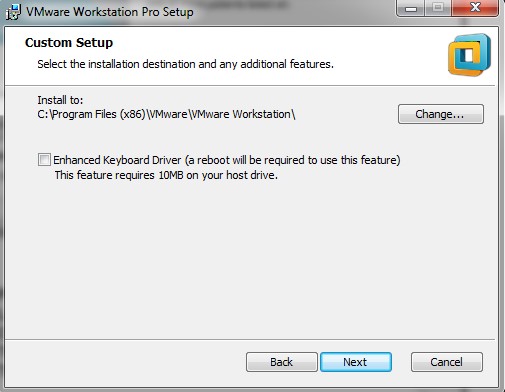 VMware Workstation Pro Setup
Custom Setup
Select the installation destination and any additional features.
Install to:
C:\Program Files (x86)\VMware\VMware Workstation\
Change...
Enhanced Keyboard Driver (a reboot will be required to use this feature)
This feature requires 10MB on your host drive.
Back
Next
Cancel